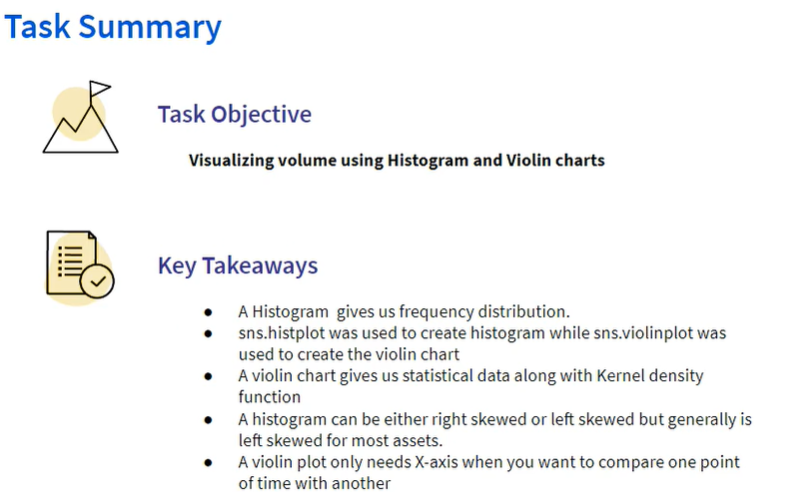 Task Summary
Task Objective
Visualizing volume using Histogram and Violin charts
Key Takeaways
● A Histogram  gives us frequency distribution.
● sns.histplot was used to create histogram while sns.violinplot was
used to create the violin chart
● A violin chart gives us statistical data along with Kernel density
function
● A histogram can be either right skewed or left skewed but generally is
left skewed for most assets.
● A violin plot only needs X-axis when you want to compare one point
of time with another